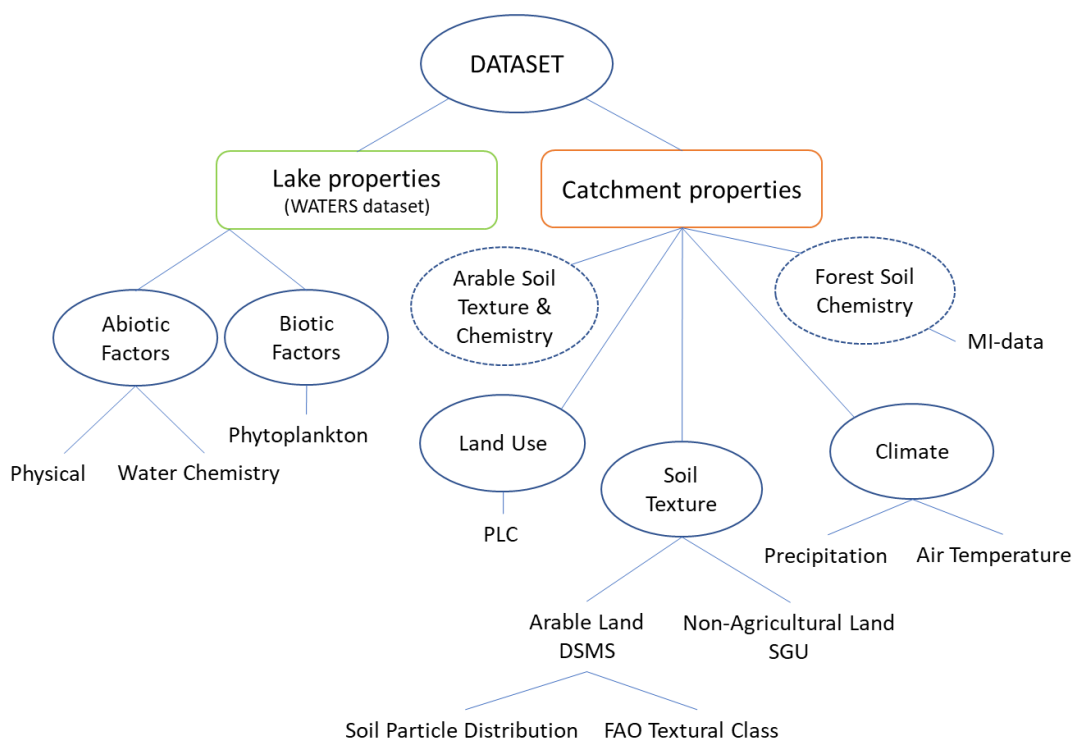 DATASET
Lake properties
(WATERS dataset)
Catchment properties
Arable Soil
Texture &
Chemistry
Forest Soil
Chemistry
MI-data
Abiotic
Factors
Biotic
Factors
Phytoplankton
Physical
Water Chemistry
Land Use
PLC
Soil
Texture
Climate
Precipitation
Air Temperature
Arable Land
DSMS
Non-Agricultural Land
SGU
Soil Particle Distribution
FAO Textural Class